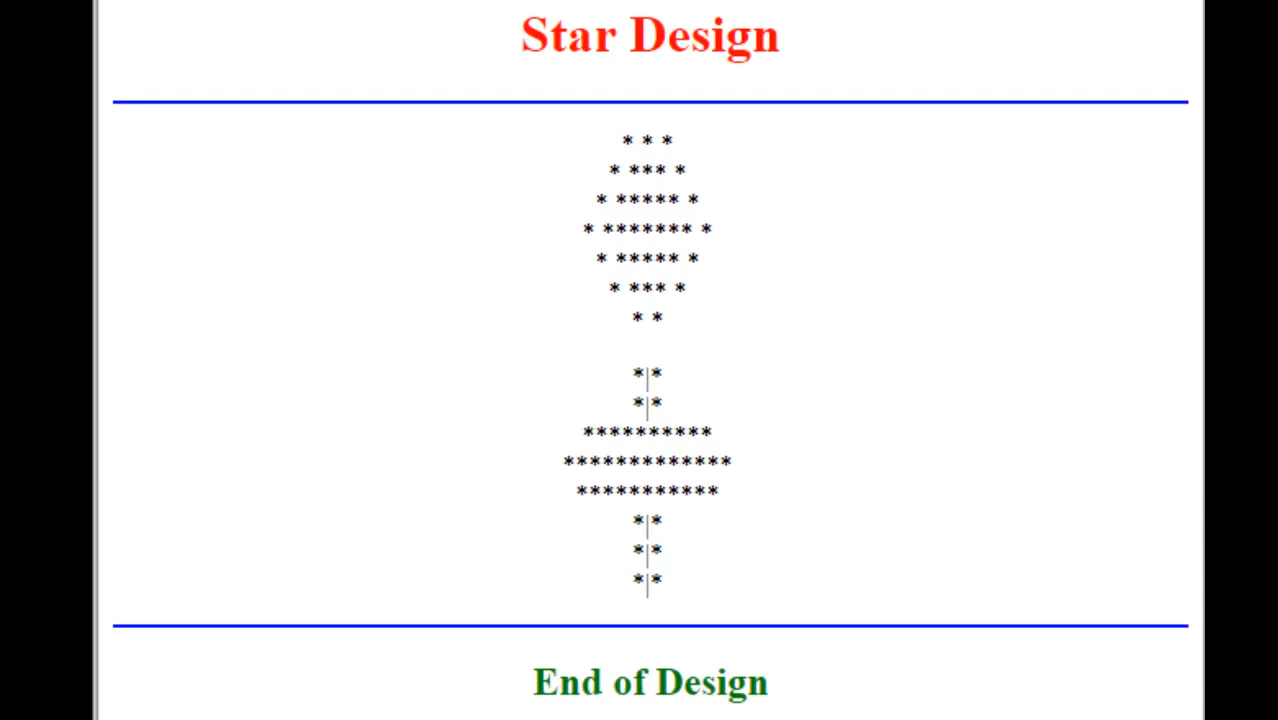 Star Design
* * *
* *** *
* ***** *
* ******* *
* ***** *
* *** *
* *
*|*
*|*
**********
*************
***********
*|*
*|*
*|*
End of Design